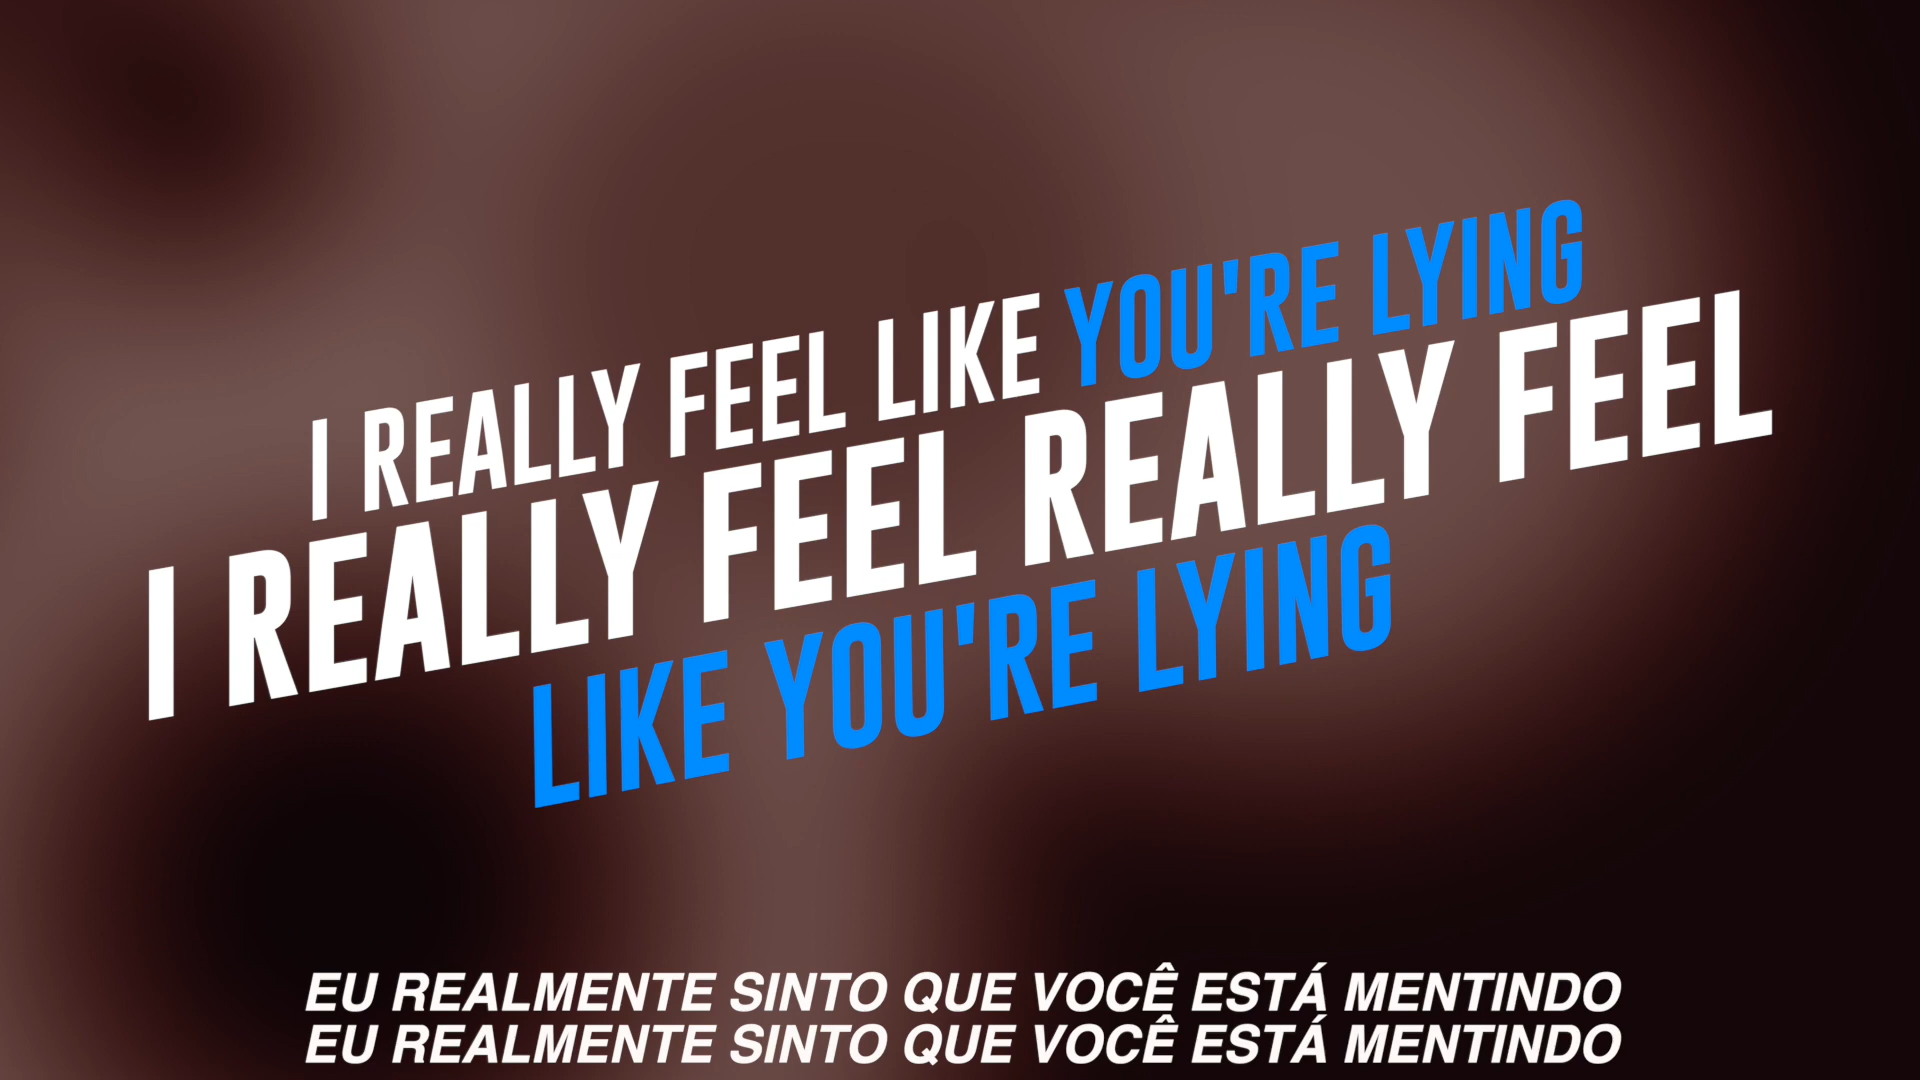 I REALLY FEEL LIKE YOU'RE LYING
I REALLY FEEL REALLY FEEL
LIKE YOU'RE LYING
EU REALMENTE SINTO QUE VOCÊ ESTÁ MENTINDO
EU REALMENTE SINTO QUE VOCÊ ESTÁ MENTINDO